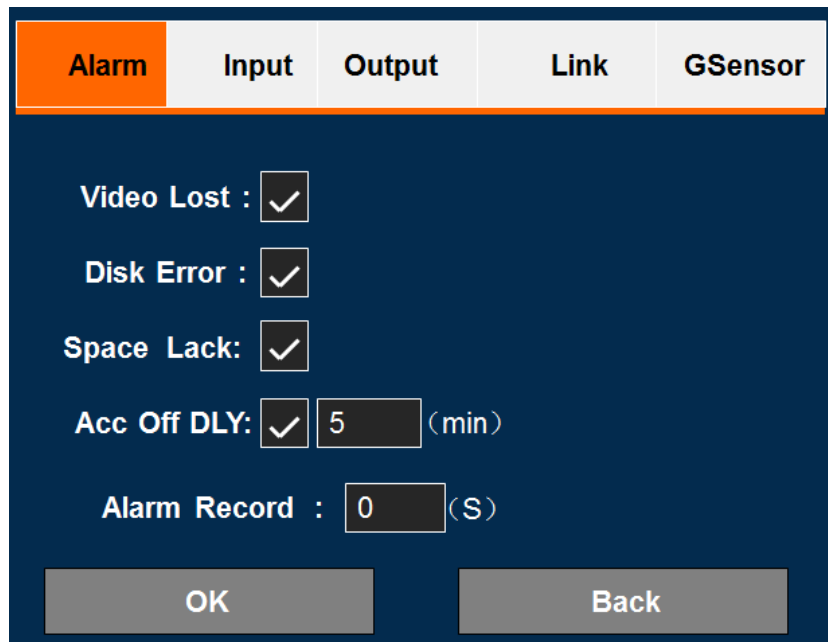 Alarm Input Output Link GSensor
Video Lost :
Disk Error :
Space Lack:
Acc Off DLY: 5 （min）
Alarm Record : 0 （S）
OK Back